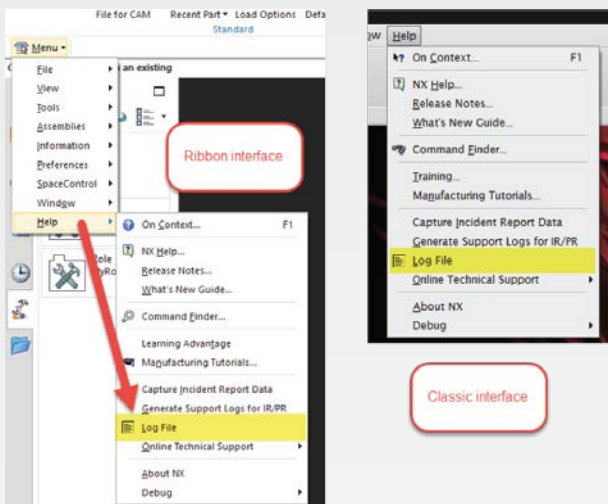 File for CAM Recent Part Load Options Defa
Standard
Menu
an existing
File
View
Tools
Assemblies
Information
Preferences
SpaceControl
Window
Help
Ribbon interface
On Context... F1
NX Help...
Release Notes...
What's New Guide...
Command Finder...
Learning Advantage
Manufacturing Tutorials...
Capture Incident Report Data
Generate Support Logs for IR/PR
Log File
Online Technical Support
About NX
Debug
Help
On Context... F1
NX Help...
Release Notes...
What's New Guide...
Command Finder...
Training...
Manufacturing Tutorials...
Capture Incident Report Data
Generate Support Logs for IR/PR
Log File
Online Technical Support
About NX
Debug
Classic interface